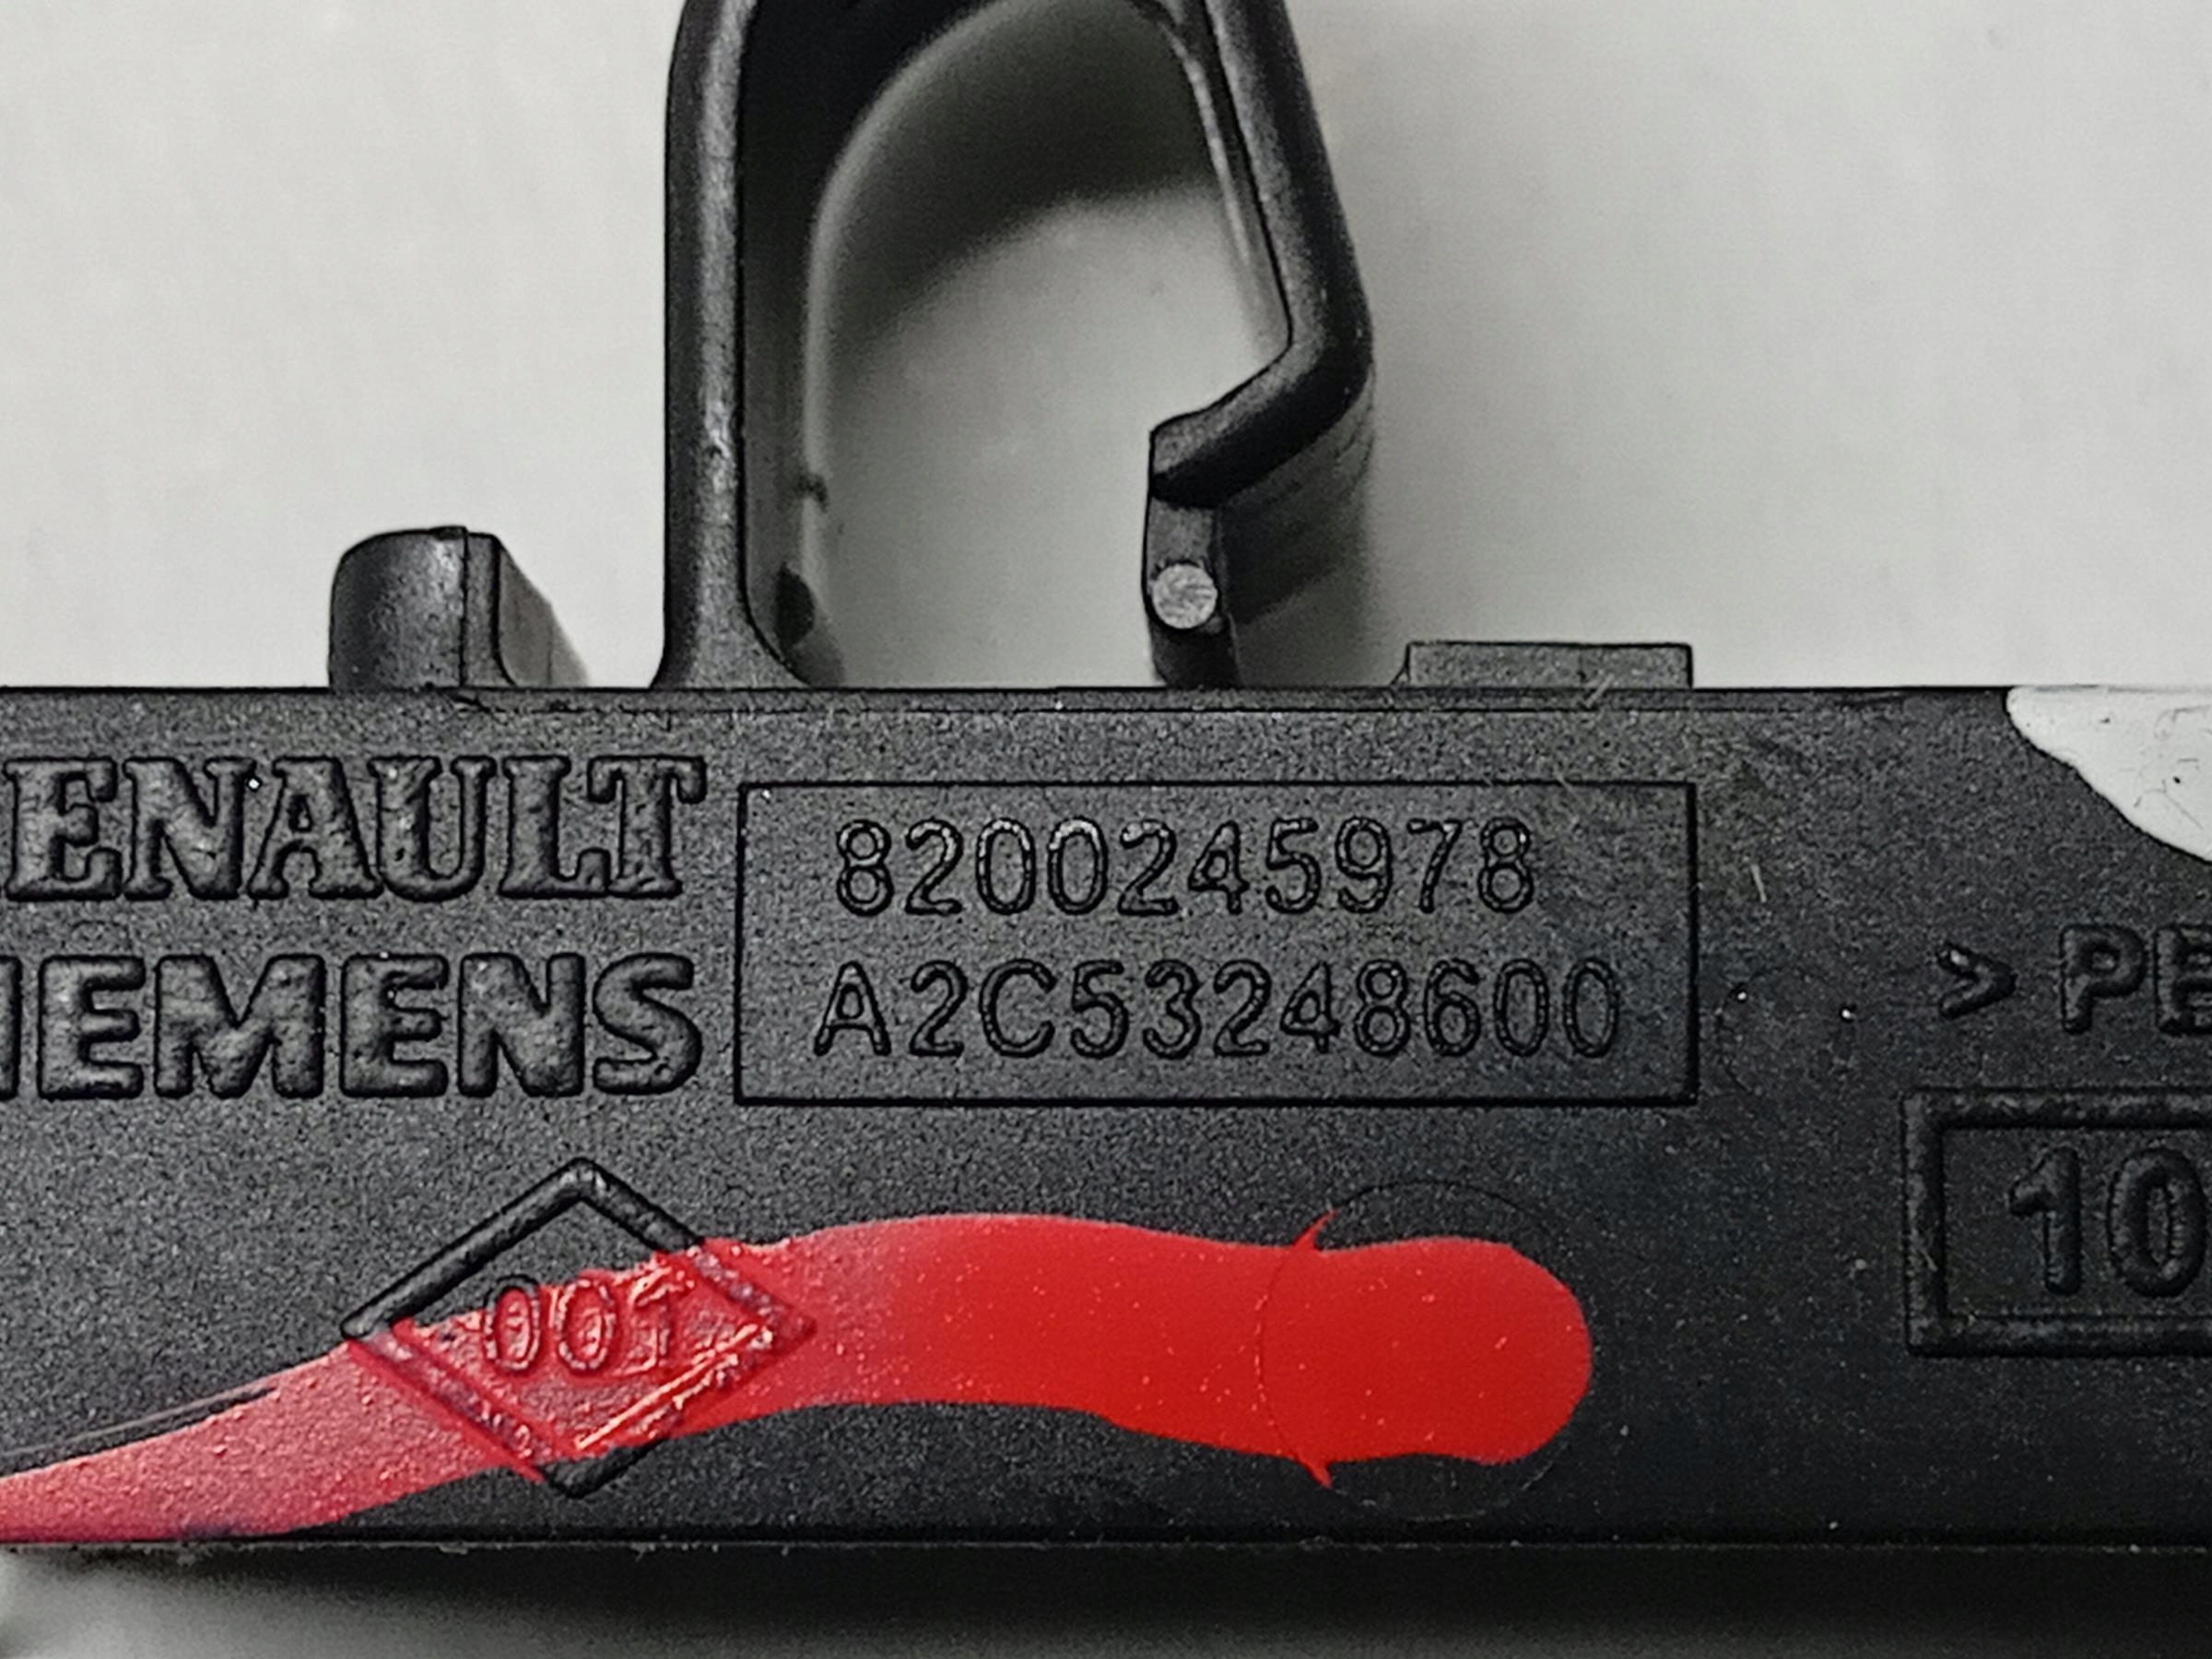 ENAULT
8200245978
IEMENS
A2C53248600
> PE
10
001